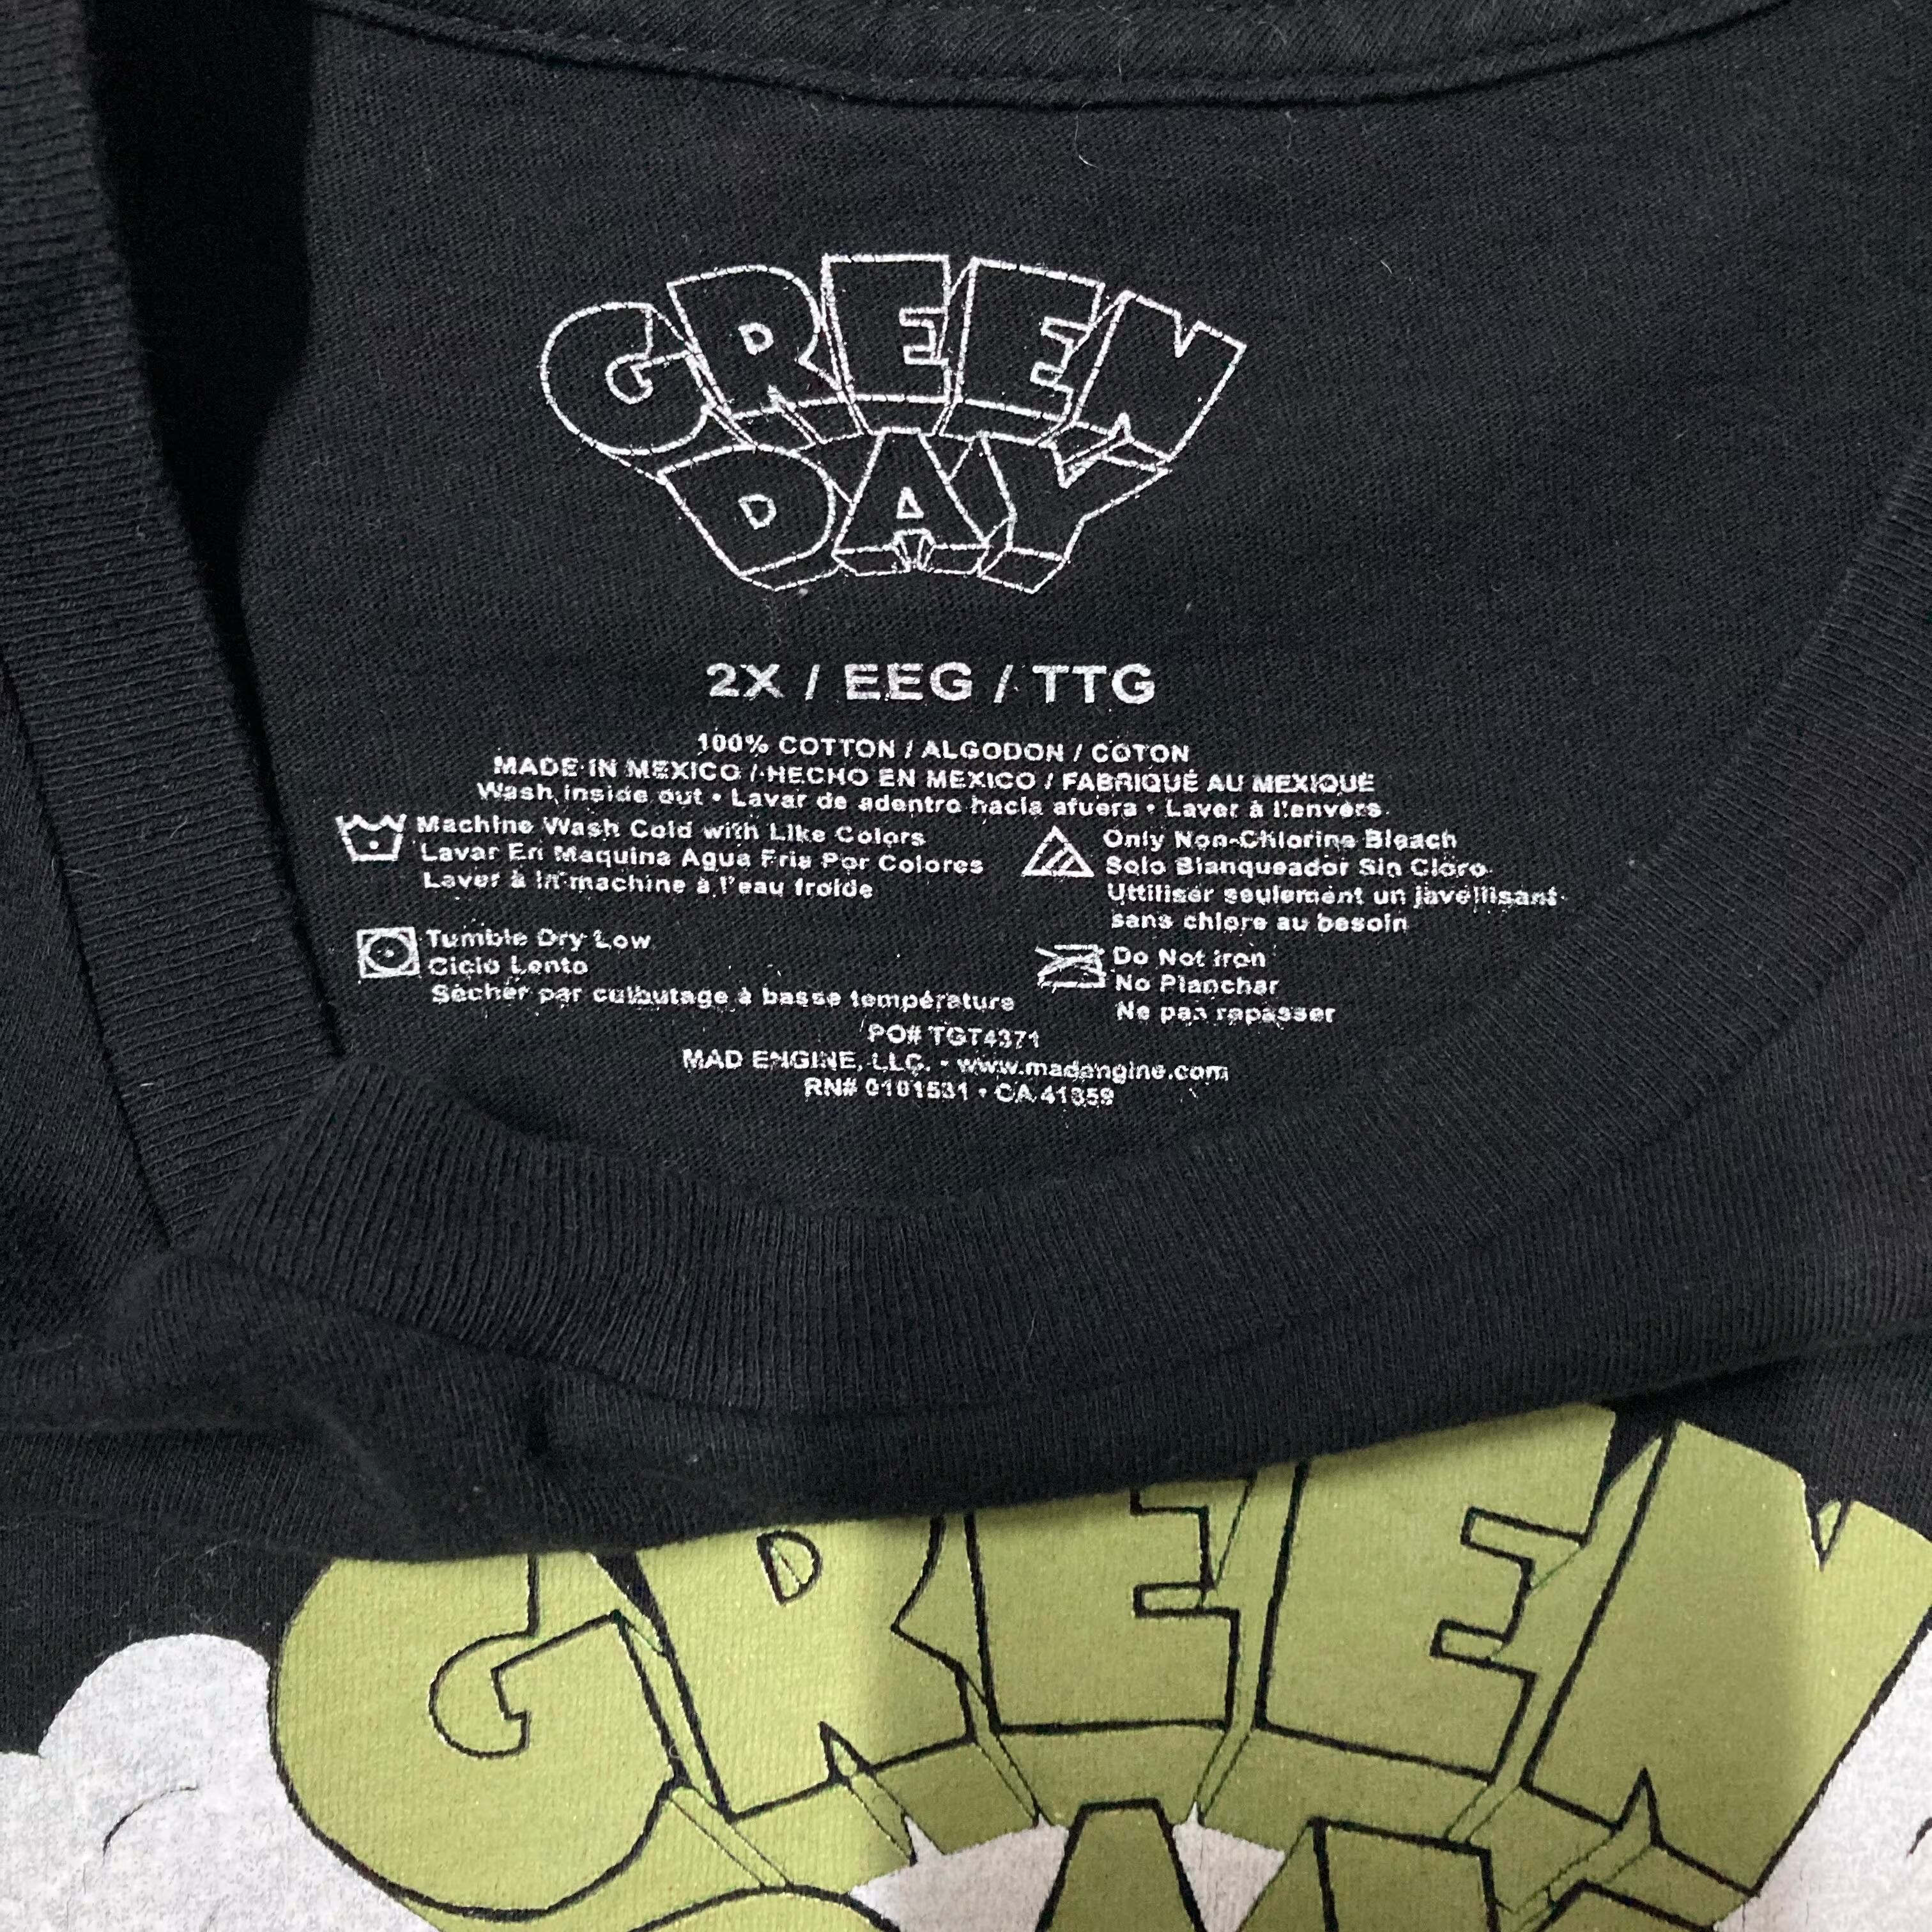 GREEN
DAY
2X / EEG / TTG
100% COTTON / ALGODON / COTON
MADE IN MEXICO / HECHO EN MEXICO / FABRIQUÉ AU MEXIQUE
Wash inside out • Lavar de adentro hacia afuera • Laver à l'envers
Machine Wash Cold with Like Colors
Lavar En Maquina Agua Fria Por Colores
Laver à la machine à l'eau froide
Only Non-Chlorine Bleach
Solo Blanqueador Sin Cloro
Uttiliser seulement un javellisant
sans chlore au besoin
Tumble Dry Low
Ciclo Lento
Sécher par culbutage à basse température
Do Not Iron
No Planchar
Ne pas repasser
PO# TGT4371
MAD ENGINE, LLC. - www.madengine.com
RN# 0101531 • CA 41359
GREEN
DAY